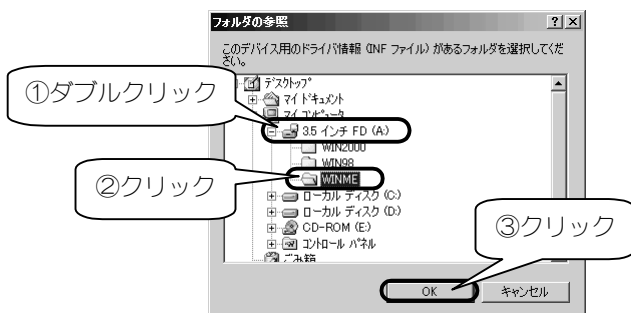 フォルダの参照
このデバイス用のドライバ情報 (INF ファイル) があるフォルダを選択してくだ
さい。
①ダブルクリック
デスクトップ
マイ ドキュメント
マイ コンピュータ
3.5 インチ FD (A:)
WIN2000
WIN98
②クリック
WINME
ローカル ディスク (C:)
ローカル ディスク (D:)
CD-ROM (E:)
③クリック
コントロール パネル
ごみ箱
OK
キャンセル